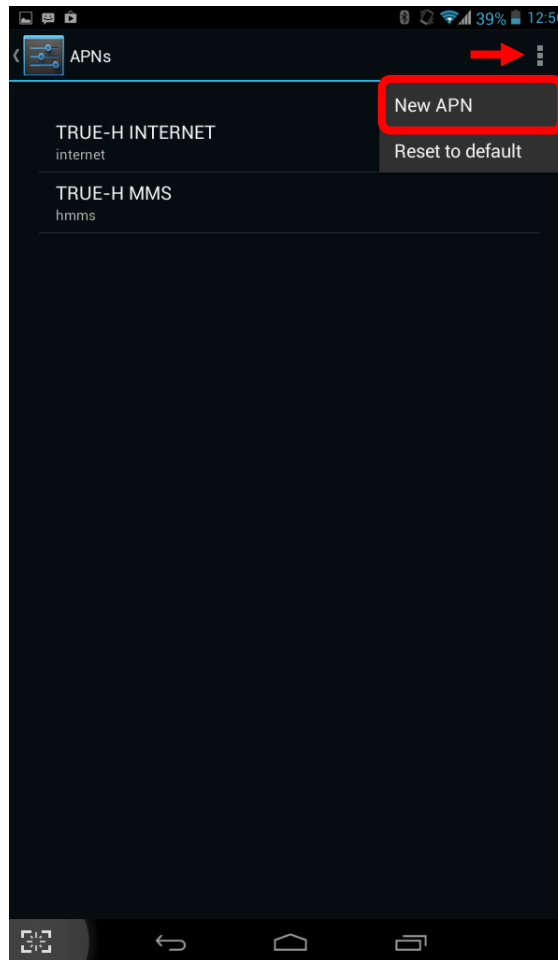 39% 12:5
APNs
New APN
Reset to default
TRUE-H INTERNET
internet
TRUE-H MMS
hmms